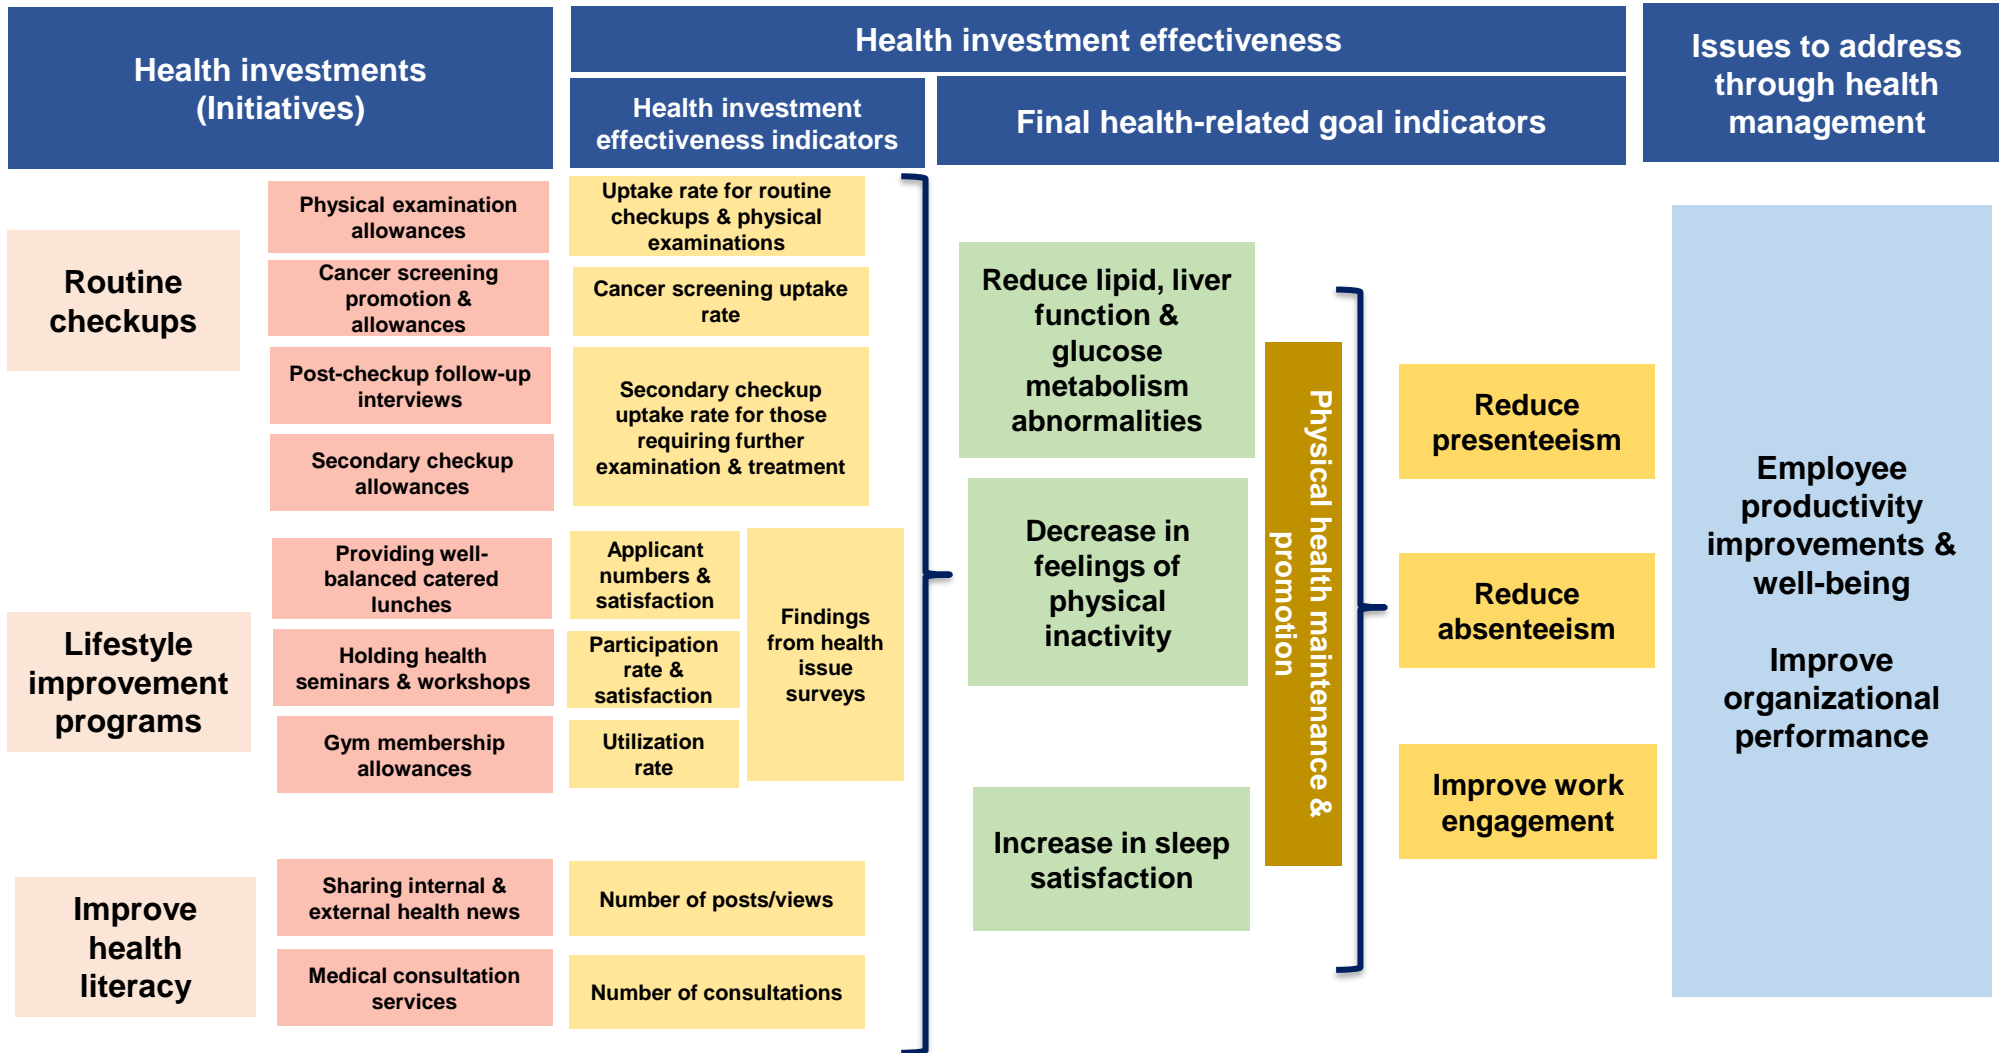 Health investments
(Initiatives)
Health investment effectiveness
Health investment
effectiveness indicators
Final health-related goal indicators
Issues to address
through health
management
Routine
checkups
Physical examination
allowances
Cancer screening
promotion &
allowances
Post-checkup follow-up
interviews
Secondary checkup
allowances
Uptake rate for routine
checkups & physical
examinations
Cancer screening uptake
rate
Secondary checkup
uptake rate for those
requiring further
examination & treatment
Lifestyle
improvement
programs
Providing well-
balanced catered
lunches
Holding health
seminars & workshops
Gym membership
allowances
Applicant
numbers &
satisfaction
Participation
rate &
satisfaction
Utilization
rate
Findings
from health
issue
surveys
Improve
health
literacy
Sharing internal &
external health news
Medical consultation
services
Number of posts/views
Number of consultations
Reduce lipid, liver
function &
glucose
metabolism
abnormalities
Decrease in
feelings of
physical
inactivity
Increase in sleep
satisfaction
Physical health maintenance &
promotion
Reduce
presenteeism
Reduce
absenteeism
Improve work
engagement
Employee
productivity
improvements &
well-being
Improve
organizational
performance